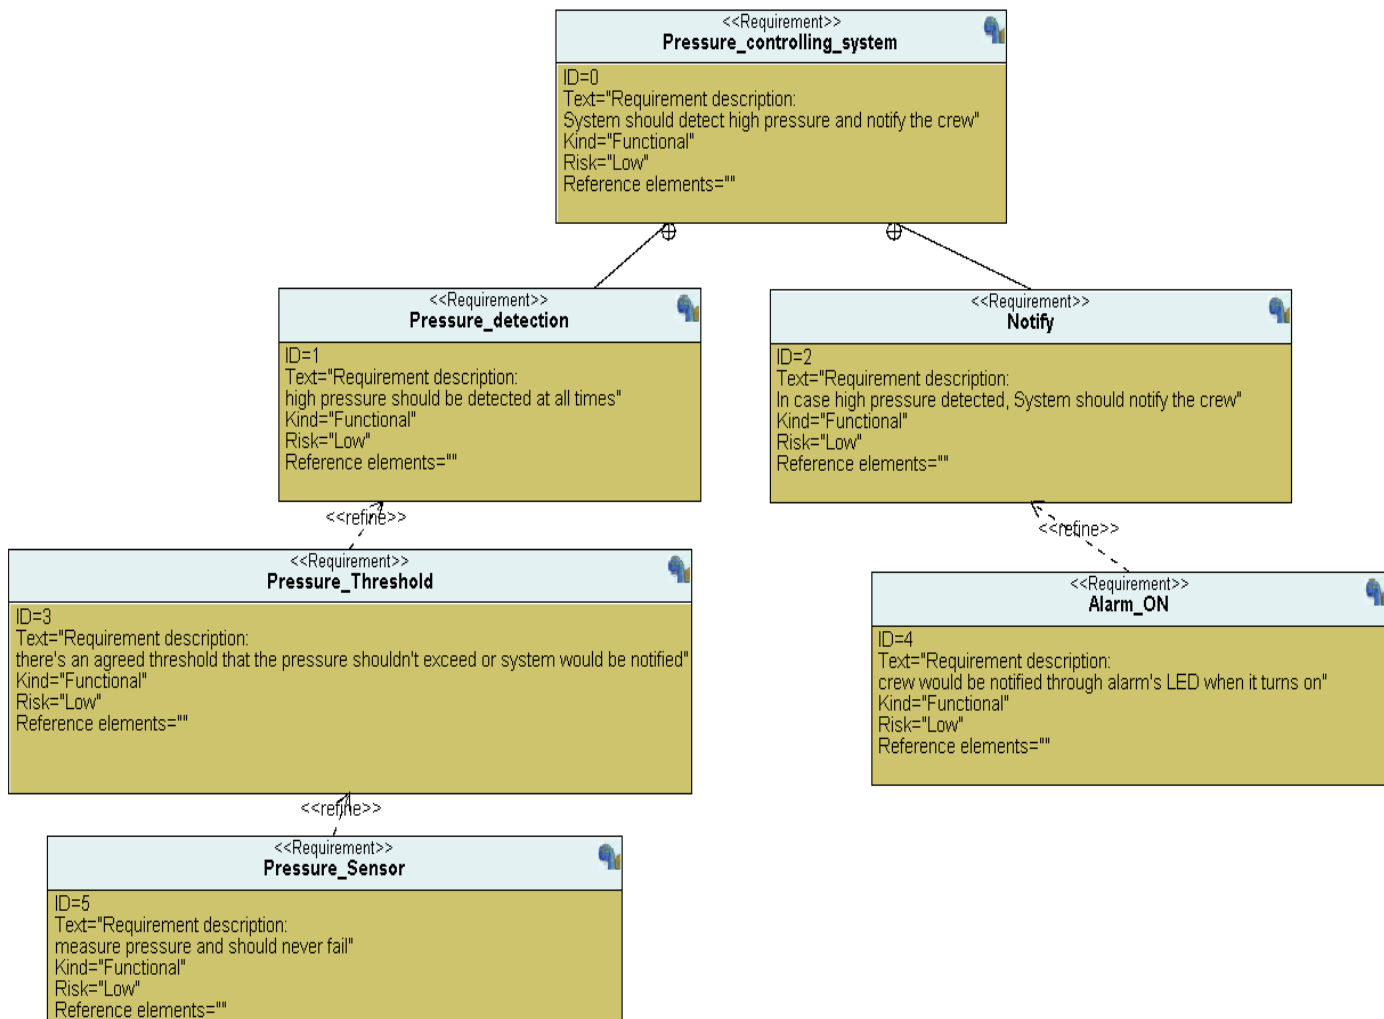 <<Requirement>>
Pressure_controlling_system
ID=0
Text="Requirement description:
System should detect high pressure and notify the crew"
Kind="Functional"
Risk="Low"
Reference elements=""
<<Requirement>>
Pressure_detection
ID=1
Text="Requirement description:
high pressure should be detected at all times"
Kind="Functional"
Risk="Low"
Reference elements=""
<<Requirement>>
Notify
ID=2
Text="Requirement description:
In case high pressure detected, System should notify the crew"
Kind="Functional"
Risk="Low"
Reference elements=""
<<refine>>
<<refine>>
<<Requirement>>
Pressure_Threshold
ID=3
Text="Requirement description:
there's an agreed threshold that the pressure shouldn't exceed or system would be notified"
Kind="Functional"
Risk="Low"
Reference elements=""
<<Requirement>>
Alarm_ON
ID=4
Text="Requirement description:
crew would be notified through alarm's LED when it turns on"
Kind="Functional"
Risk="Low"
Reference elements=""
<<refine>>
<<Requirement>>
Pressure_Sensor
ID=5
Text="Requirement description:
measure pressure and should never fail"
Kind="Functional"
Risk="Low"
Reference elements=""